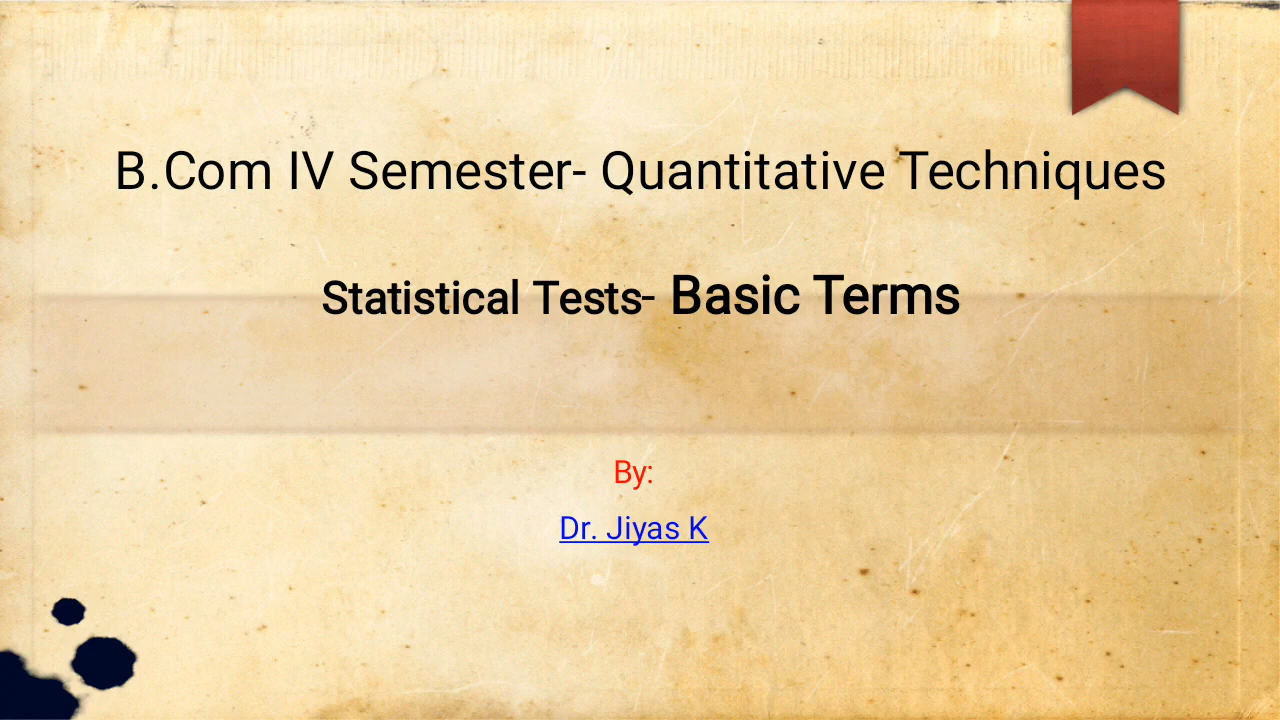 B.Com IV Semester- Quantitative Techniques
Statistical Tests- Basic Terms
By:
Dr. Jiyas K